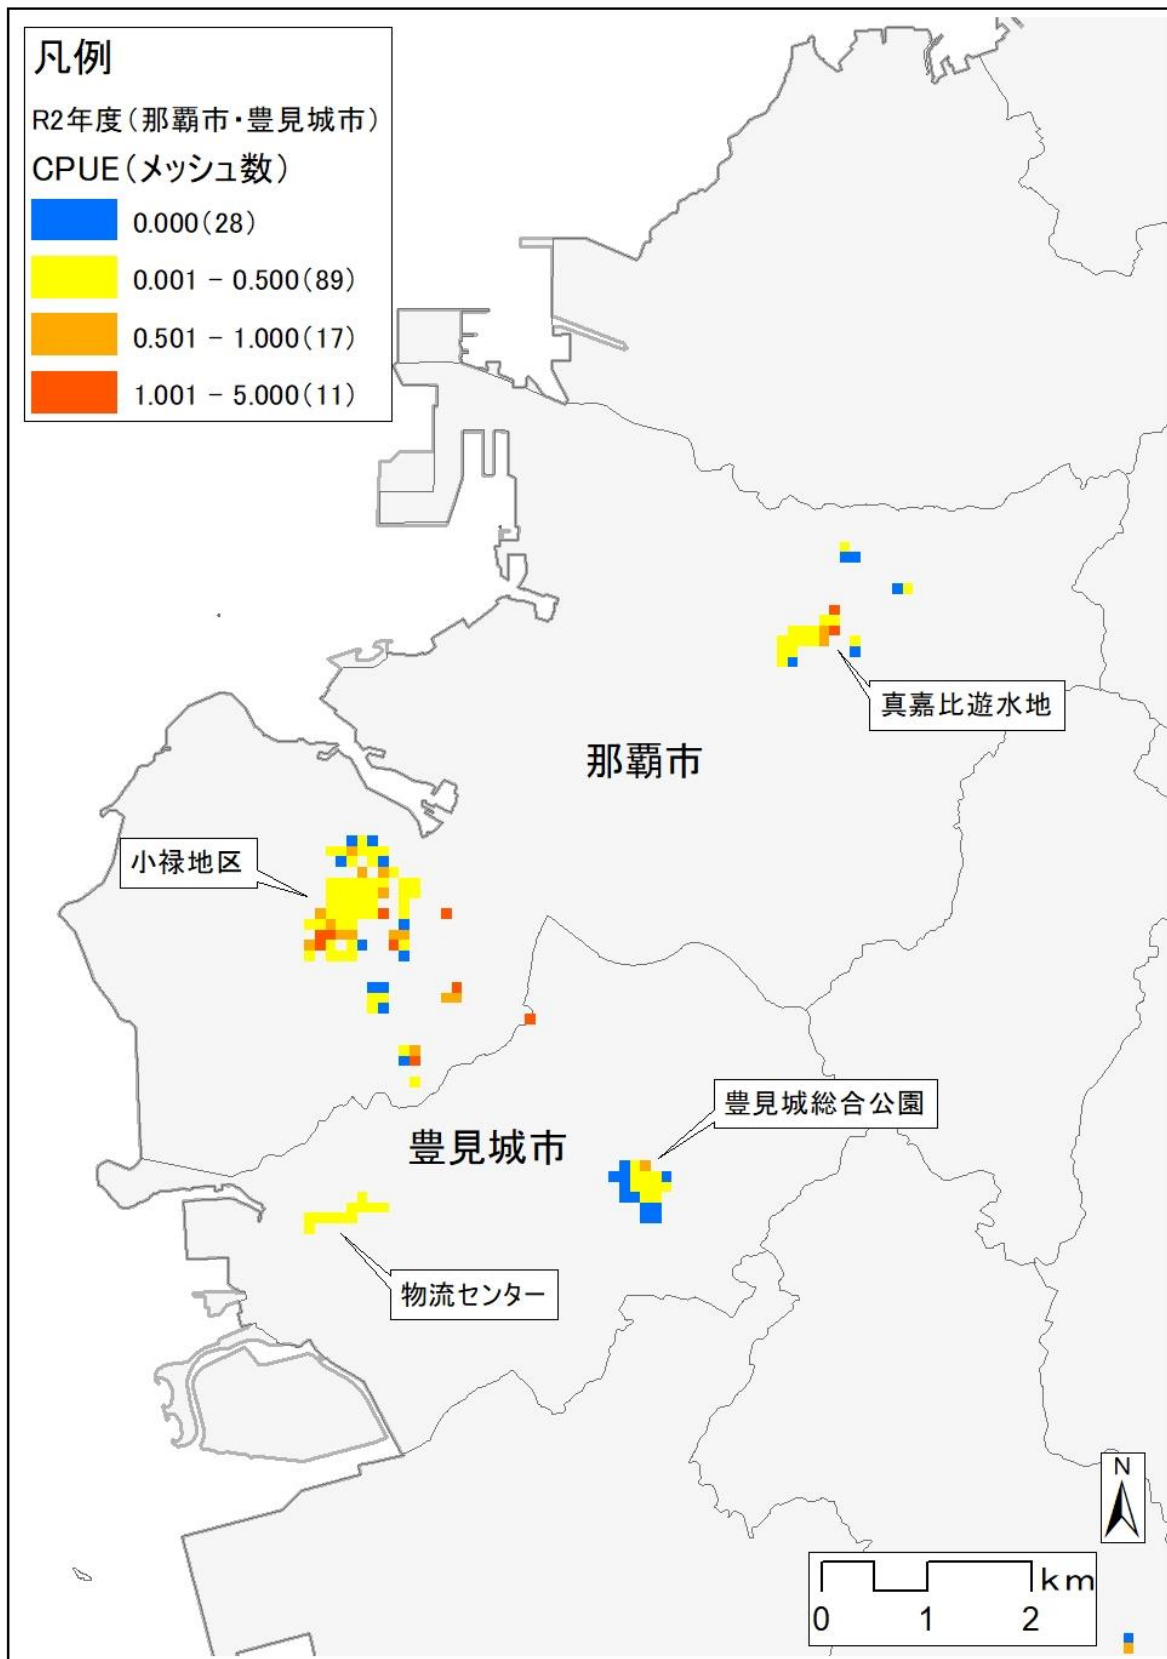 凡例
R2年度(那覇市・豊見城市)
CPUE(メッシュ数)
0.000(28)
0.001 - 0.500(89)
0.501 - 1.000(17)
1.001 - 5.000(11)
真嘉比遊水地
那覇市
小禄地区
豊見城総合公園
豊見城市
物流センター
N
km
0 1 2